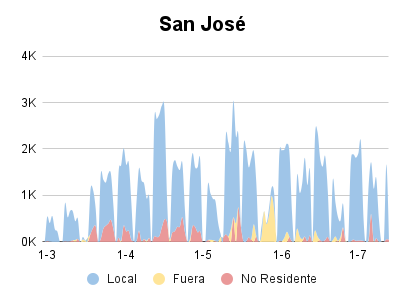 San José
4K
3K
2K
1K
0K
1-3 1-4 1-5 1-6 1-7
Local Fuera No Residente